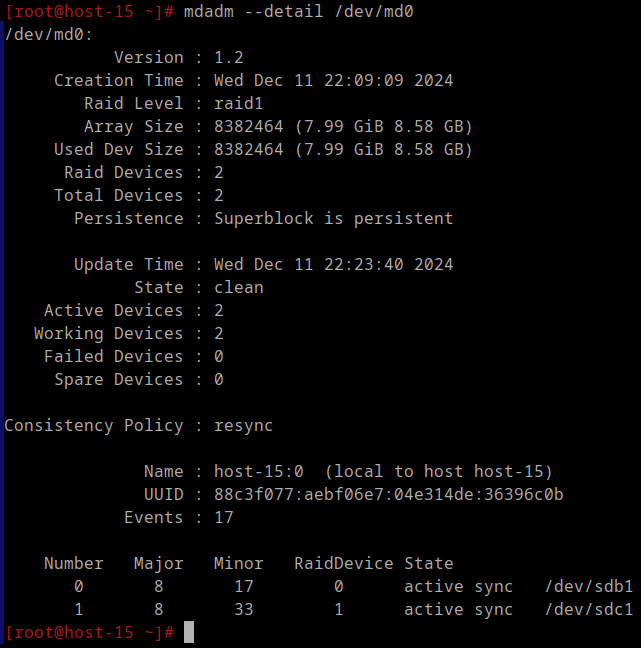 [root@host-15 ~]# mdadm --detail /dev/md0
/dev/md0:
Version : 1.2
Creation Time : Wed Dec 11 22:09:09 2024
Raid Level : raid1
Array Size : 8382464 (7.99 GiB 8.58 GB)
Used Dev Size : 8382464 (7.99 GiB 8.58 GB)
Raid Devices : 2
Total Devices : 2
Persistence : Superblock is persistent
Update Time : Wed Dec 11 22:23:40 2024
State : clean
Active Devices : 2
Working Devices : 2
Failed Devices : 0
Spare Devices : 0
Consistency Policy : resync
Name : host-15:0  (local to host host-15)
UUID : 88c3f077:aebf06e7:04e314de:36396c0b
Events : 17
Number   Major   Minor   RaidDevice State
0       8       17        0      active sync   /dev/sdb1
1       8       33        1      active sync   /dev/sdc1
[root@host-15 ~]#